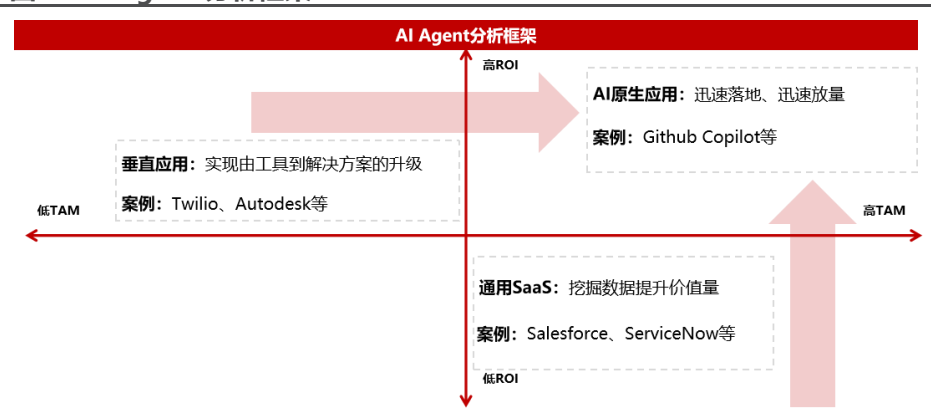 AI Agent分析框架
高ROI
AI原生应用：迅速落地、迅速放量
案例：Github Copilot等
垂直应用：实现由工具到解决方案的升级
案例：Twilio、Autodesk等
低TAM
高TAM
通用SaaS：挖掘数据提升价值量
案例：Salesforce、ServiceNow等
低ROI